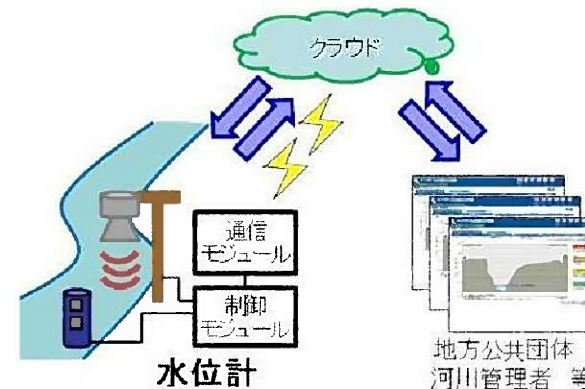 クラウド
通信
モジュール
制御
モジュール
水位計
地方公共団体
河川管理者 等